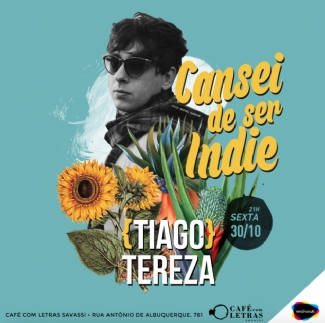 Cansei
de ser
Indie
21H
SEXTA
30/10
{TIAGO}
TEREZA
CAFÉ COM LETRAS SAVASSI • RUA ANTÔNIO DE ALBUQUERQUE, 781
CAFÉ com
LETRAS
SAVASSI